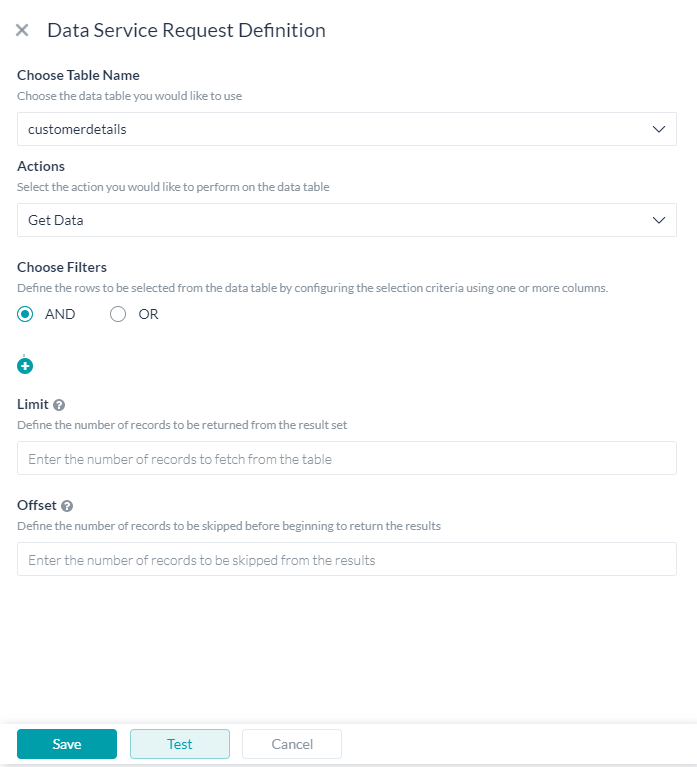 Data Service Request Definition
Choose Table Name
Choose the data table you would like to use
customerdetails
Actions
Select the action you would like to perform on the data table
Get Data
Choose Filters
Define the rows to be selected from the data table by configuring the selection criteria using one or more columns.
AND OR
Limit
Define the number of records to be returned from the result set
Enter the number of records to fetch from the table
Offset
Define the number of records to be skipped before beginning to return the results
Enter the number of records to be skipped from the results
Save Test Cancel